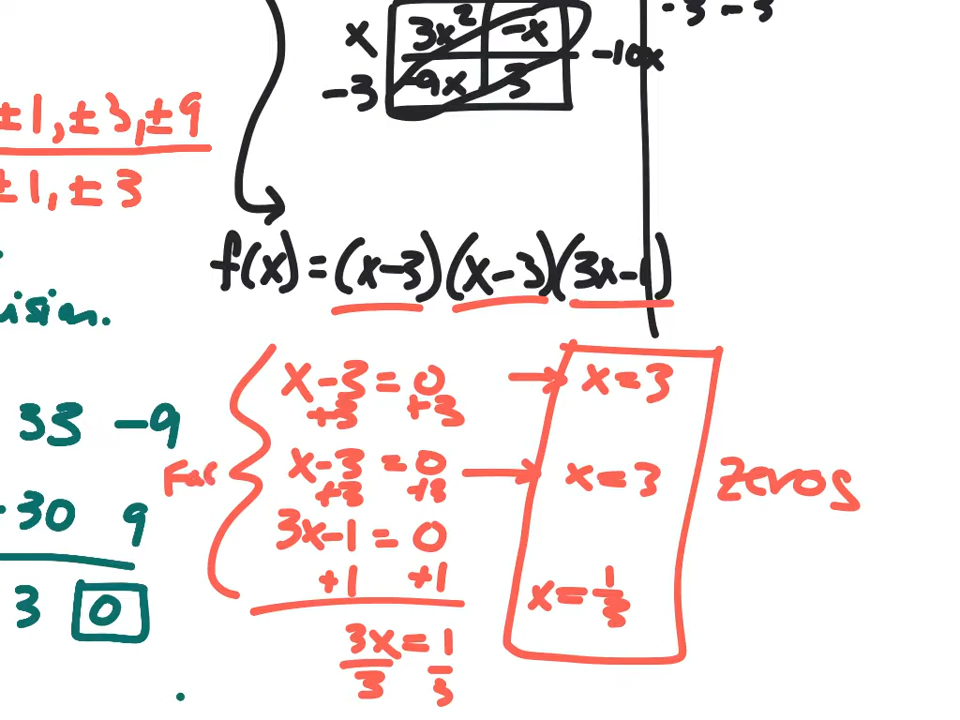 -3 -3
x 3x² -x
-10x
-3 -9x 3
±1, ±3, ±9
±1, ±3
f(x) = (x-3)(x-3)(3x-1)
ision.
x-3=0 → x=3
+3 +3
33 -9
Fac
x-3=0 → x=3
zeros
+3 +3
-30 9
3x-1=0
+1 +1
x=1/3
3 0
3x=1
3 3